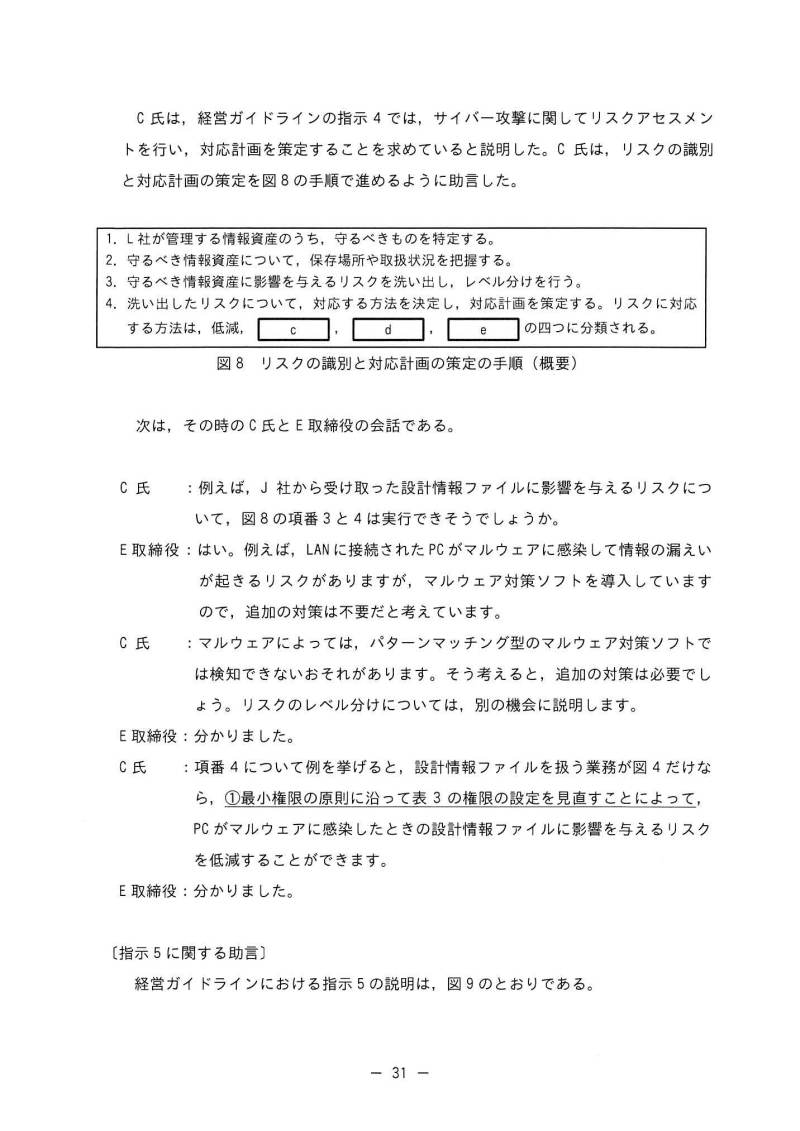 C 氏は，経営ガイドラインの指示 4 では，サイバー攻撃に関してリスクアセスメン
トを行い，対応計画を策定することを求めていると説明した。C 氏は，リスクの識別
と対応計画の策定を図 8 の手順で進めるように助言した。
1. L 社が管理する情報資産のうち，守るべきものを特定する。
2. 守るべき情報資産について，保存場所や取扱状況を把握する。
3. 守るべき情報資産に影響を与えるリスクを洗い出し，レベル分けを行う。
4. 洗い出したリスクについて，対応する方法を決定し，対応計画を策定する。リスクに対応
する方法は，低減， c ， d ， e の四つに分類される。
図 8 リスクの識別と対応計画の策定の手順（概要）
次は，その時の C 氏と E 取締役の会話である。
C 氏 ：例えば，J 社から受け取った設計情報ファイルに影響を与えるリスクにつ
いて，図 8 の項番 3 と 4 は実行できそうでしょうか。
E 取締役：はい。例えば，LAN に接続された PC がマルウェアに感染して情報の漏えい
が起きるリスクがありますが，マルウェア対策ソフトを導入しています
ので，追加の対策は不要だと考えています。
C 氏 ：マルウェアによっては，パターンマッチング型のマルウェア対策ソフトで
は検知できないおそれがあります。そう考えると，追加の対策は必要でし
ょう。リスクのレベル分けについては，別の機会に説明します。
E 取締役：分かりました。
C 氏 ：項番 4 について例を挙げると，設計情報ファイルを扱う業務が図 4 だけな
ら，①最小権限の原則に沿って表 3 の権限の設定を見直すことによって，
PC がマルウェアに感染したときの設計情報ファイルに影響を与えるリスク
を低減することができます。
E 取締役：分かりました。
〔指示 5 に関する助言〕
経営ガイドラインにおける指示 5 の説明は，図 9 のとおりである。
－ 31 －